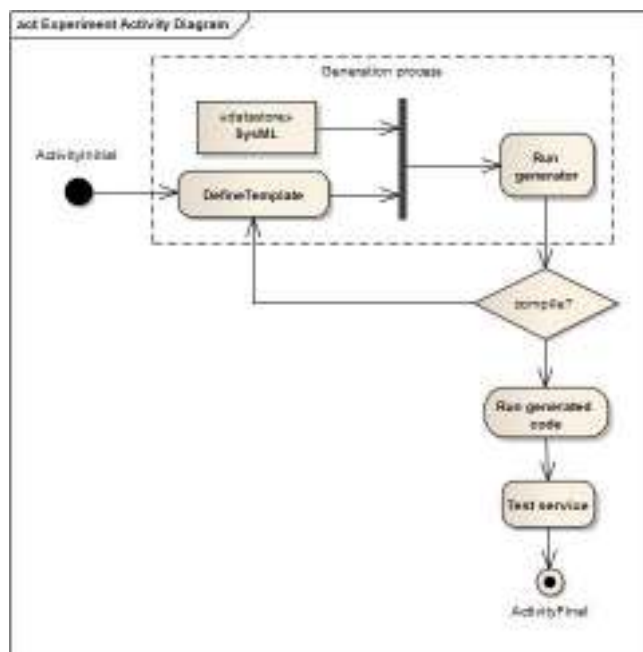 act Experiment Activity Diagram
Generation process
«datastore»
SysML
ActivityInitial
DefineTemplate
Run
generator
compile?
Run generated
code
Test service
ActivityFinal